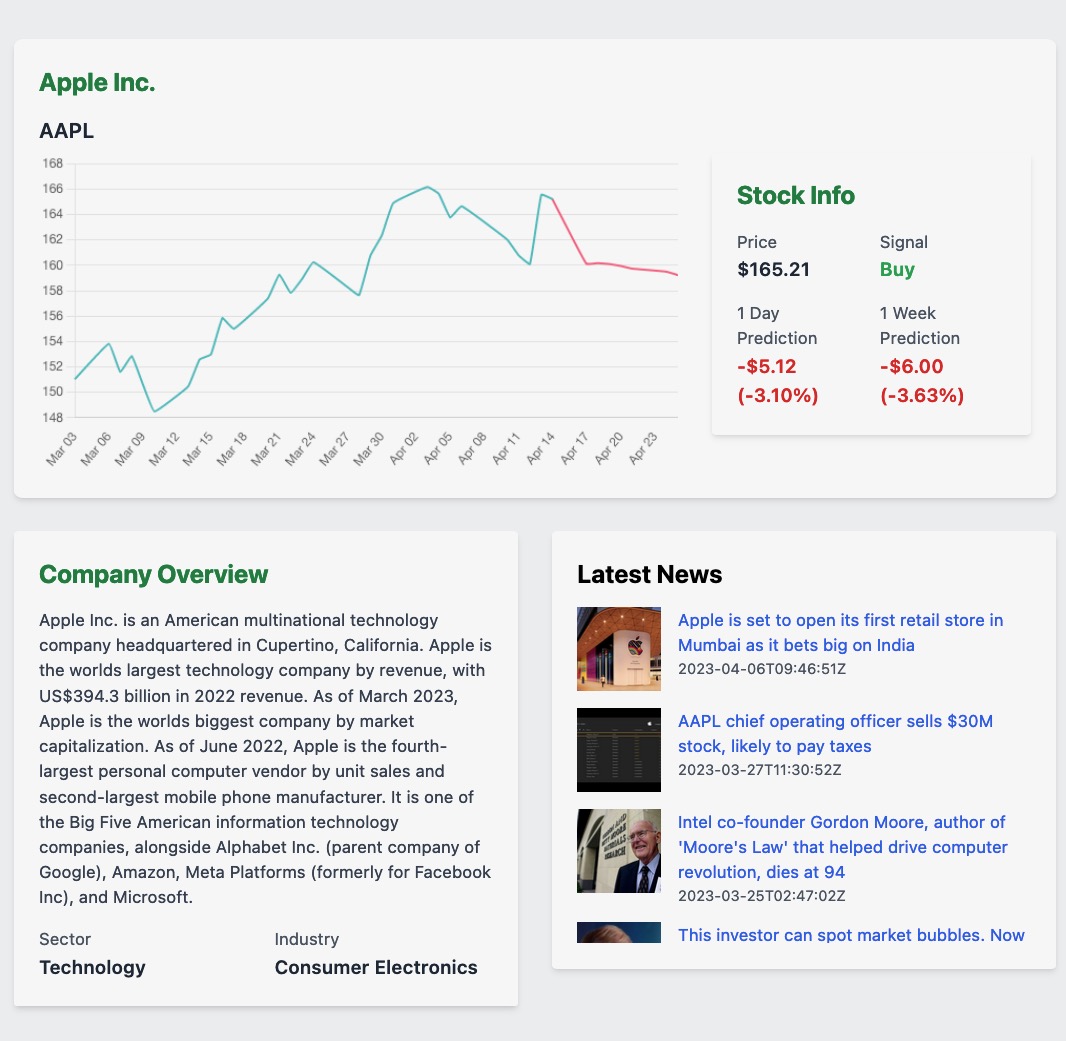 Apple Inc.
AAPL
168
166
164
162
160
158
156
154
152
150
148
Mar 03
Mar 06
Mar 09
Mar 12
Mar 15
Mar 18
Mar 21
Mar 24
Mar 27
Mar 30
Apr 02
Apr 05
Apr 08
Apr 11
Apr 14
Apr 17
Apr 20
Apr 23
Stock Info
Price
$165.21
Signal
Buy
1 Day
Prediction
-$5.12
(-3.10%)
1 Week
Prediction
-$6.00
(-3.63%)
Company Overview
Apple Inc. is an American multinational technology
company headquartered in Cupertino, California. Apple is
the worlds largest technology company by revenue, with
US$394.3 billion in 2022 revenue. As of March 2023,
Apple is the worlds biggest company by market
capitalization. As of June 2022, Apple is the fourth-
largest personal computer vendor by unit sales and
second-largest mobile phone manufacturer. It is one of
the Big Five American information technology
companies, alongside Alphabet Inc. (parent company of
Google), Amazon, Meta Platforms (formerly for Facebook
Inc), and Microsoft.
Sector
Technology
Industry
Consumer Electronics
Latest News
Apple is set to open its first retail store in
Mumbai as it bets big on India
2023-04-06T09:46:51Z
AAPL chief operating officer sells $30M
stock, likely to pay taxes
2023-03-27T11:30:52Z
Intel co-founder Gordon Moore, author of
'Moore's Law' that helped drive computer
revolution, dies at 94
2023-03-25T02:47:02Z
This investor can spot market bubbles. Now